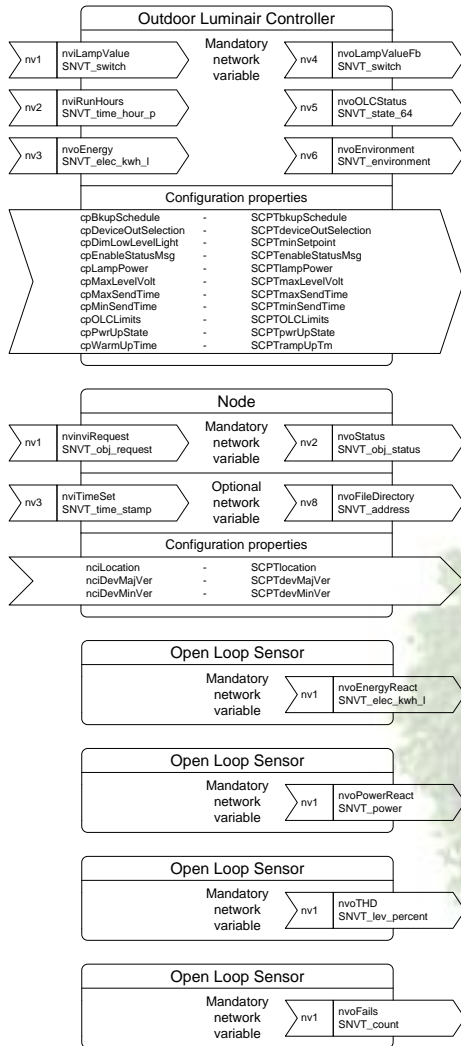 Outdoor Luminair Controller
nv1
nviLampValue
SNVT_switch
Mandatory
network
variable
nv4
nvoLampValueFb
SNVT_switch
nv2
nviRunHours
SNVT_time_hour_p
nv5
nvoOLCStatus
SNVT_state_64
nv3
nvoEnergy
SNVT_elec_kwh_l
nv6
nvoEnvironment
SNVT_environment
Configuration properties
cpBkupSchedule - SCPTbkupSchedule
cpDeviceOutSelection - SCPTdeviceOutSelection
cpDimLowLevelLight - SCPTminSetpoint
cpEnableStatusMsg - SCPTenableStatusMsg
cpLampPower - SCPTlampPower
cpMaxLevelVolt - SCPTmaxLevelVolt
cpMaxSendTime - SCPTmaxSendTime
cpMinSendTime - SCPTminSendTime
cpOLCLimits - SCPTOLCLimits
cpPwrUpState - SCPTpwrUpState
cpWarmUpTime - SCPTrampUpTm
Node
nv1
nvinviRequest
SNVT_obj_request
Mandatory
network
variable
nv2
nvoStatus
SNVT_obj_status
nv3
nviTimeSet
SNVT_time_stamp
Optional
network
variable
nv8
nvoFileDirectory
SNVT_address
Configuration properties
nciLocation - SCPTlocation
nciDevMajVer - SCPTdevMajVer
nciDevMinVer - SCPTdevMinVer
Open Loop Sensor
Mandatory
network
variable
nv1
nvoEnergyReact
SNVT_elec_kwh_l
Open Loop Sensor
Mandatory
network
variable
nv1
nvoPowerReact
SNVT_power
Open Loop Sensor
Mandatory
network
variable
nv1
nvoTHD
SNVT_lev_percent
Open Loop Sensor
Mandatory
network
variable
nv1
nvoFails
SNVT_count